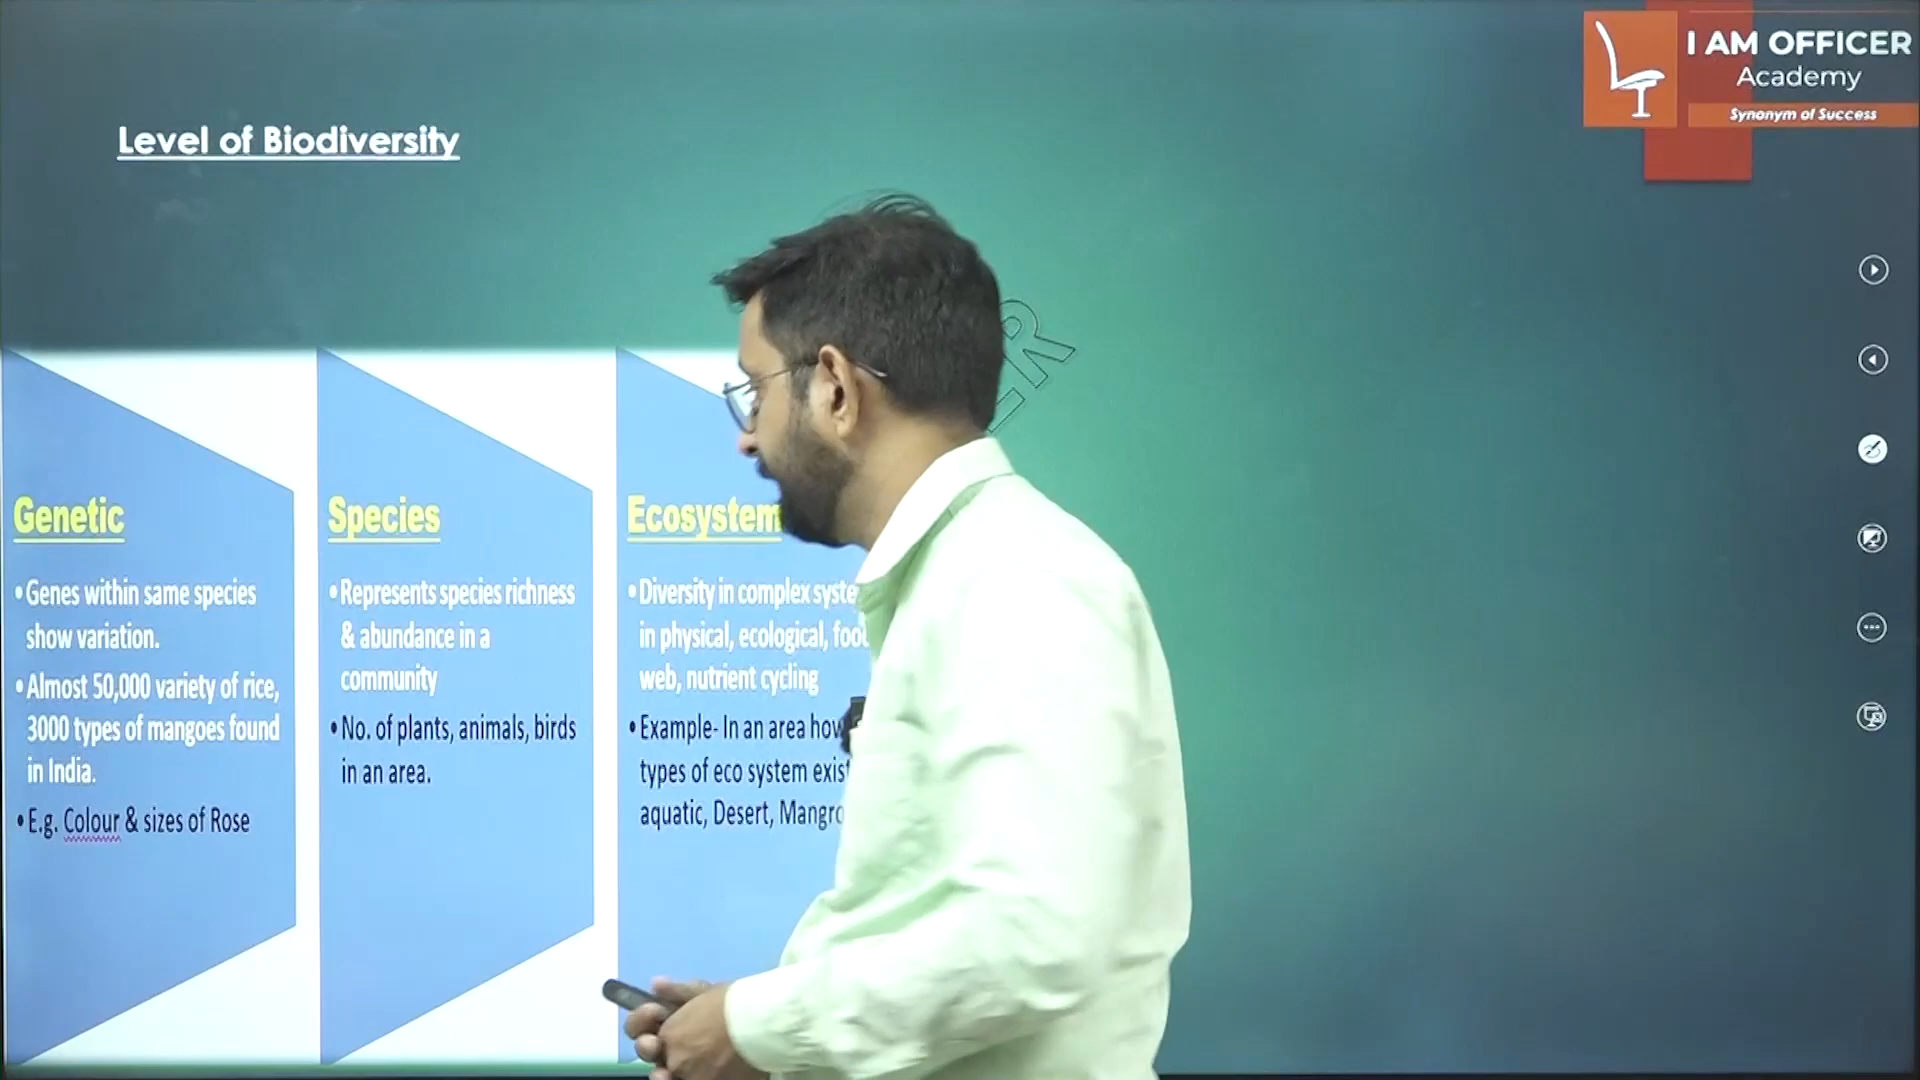 I AM OFFICER
Academy
Synonym of Success
Level of Biodiversity
Genetic
•Genes within same species
show variation.
•Almost 50,000 variety of rice,
3000 types of mangoes found
in India.
•E.g. Colour & sizes of Rose
Species
•Represents species richness
& abundance in a
community
•No. of plants, animals, birds
in an area.
Ecosystem
•Diversity in complex
in physical, ecological,
web, nutrient cycling
•Example- In an area
types of eco system
aquatic, Desert,